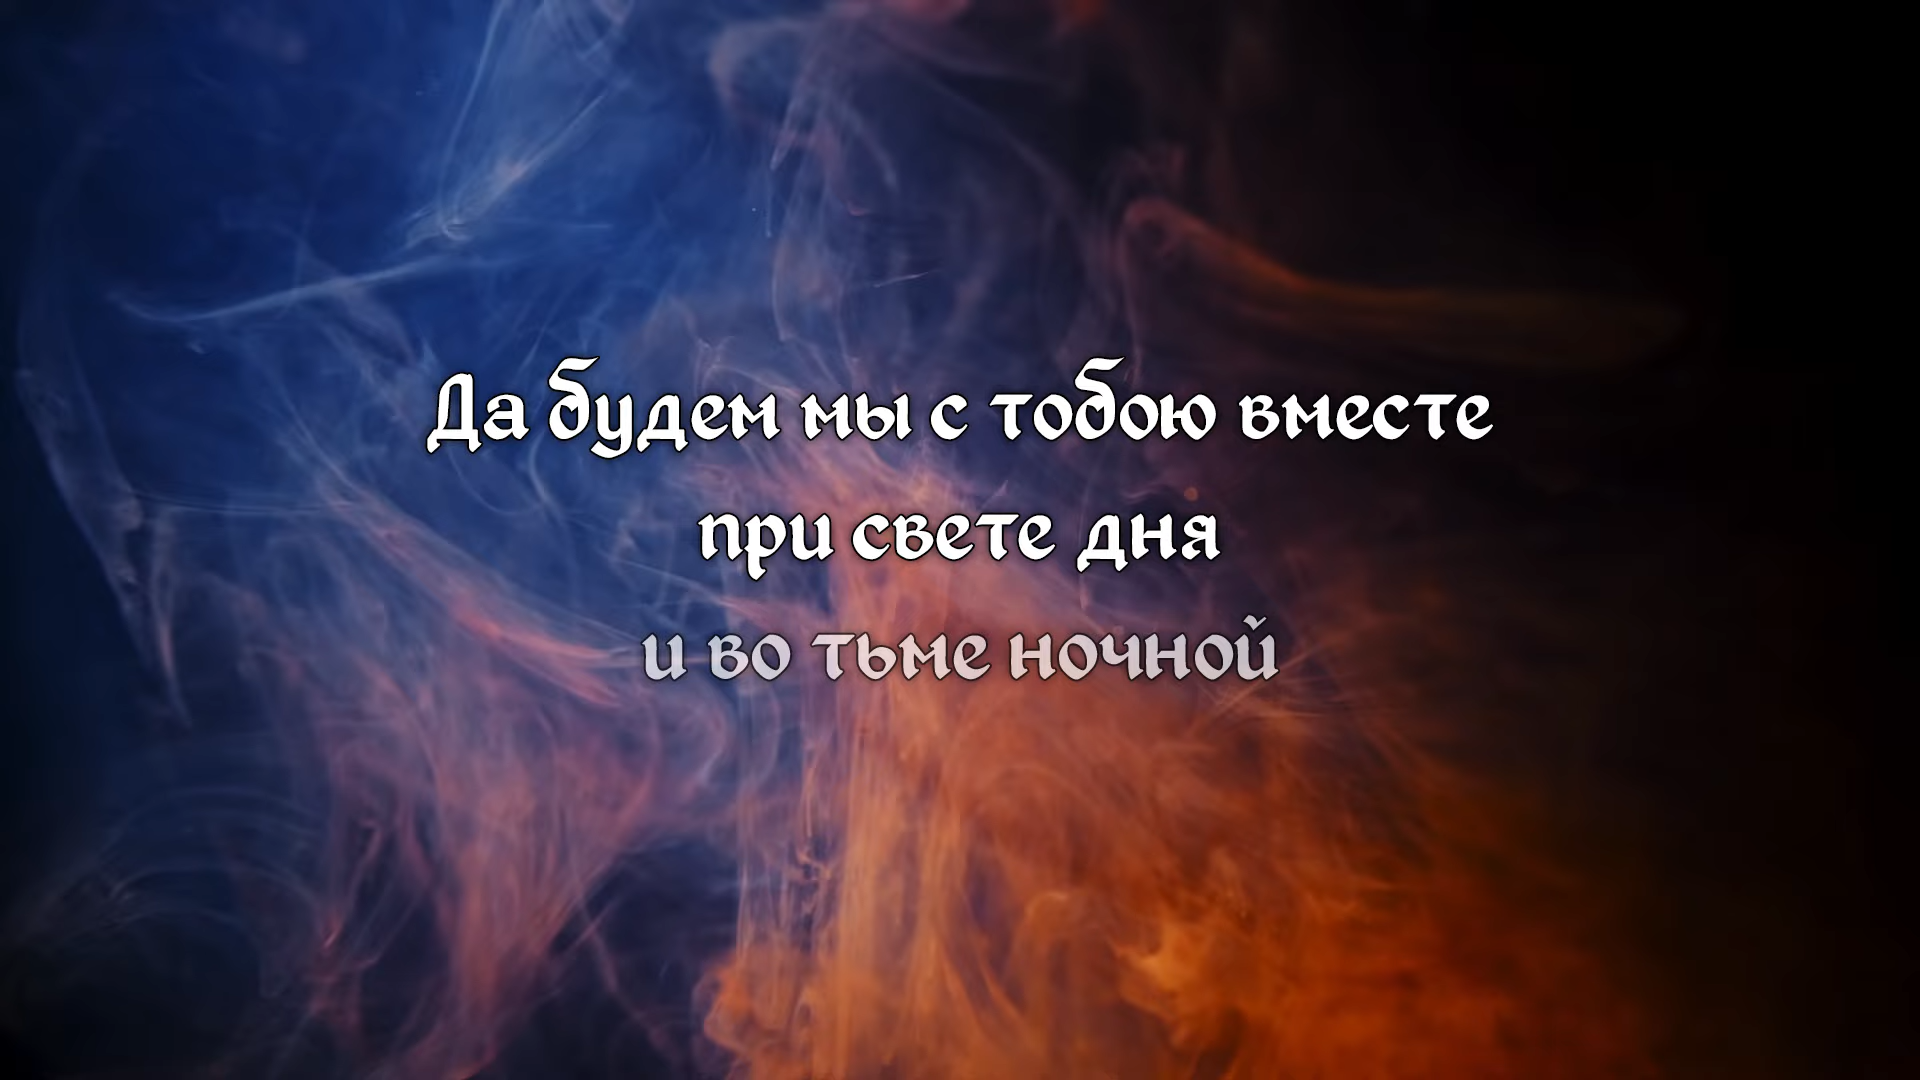 Да будем мы с тобою вместе
при свете дня
и во тьме ночной